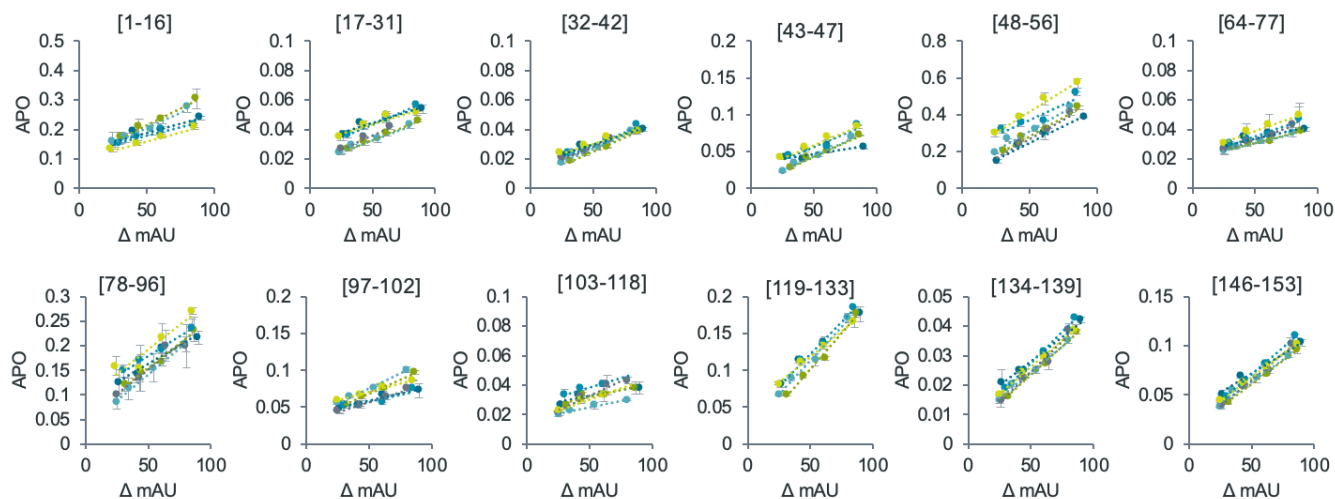 [1-16]
0.5
0.4
0.3
0.2
0.1
0
APO
0 50 100
Δ mAU
[17-31]
0.1
0.08
0.06
0.04
0.02
0
APO
0 50 100
Δ mAU
[32-42]
0.1
0.08
0.06
0.04
0.02
0
APO
0 50 100
Δ mAU
[43-47]
0.2
0.15
0.1
0.05
0
APO
0 50 100
Δ mAU
[48-56]
0.8
0.6
0.4
0.2
0
APO
0 50 100
Δ mAU
[64-77]
0.1
0.08
0.06
0.04
0.02
0
APO
0 50 100
Δ mAU
[78-96]
0.3
0.25
0.2
0.15
0.1
0.05
0
APO
0 50 100
Δ mAU
[97-102]
0.2
0.15
0.1
0.05
0
APO
0 50 100
Δ mAU
[103-118]
0.1
0.08
0.06
0.04
0.02
0
APO
0 50 100
Δ mAU
[119-133]
0.2
0.15
0.1
0.05
0
APO
0 50 100
Δ mAU
[134-139]
0.05
0.04
0.03
0.02
0.01
0
APO
0 50 100
Δ mAU
[146-153]
0.15
0.1
0.05
0
APO
0 50 100
Δ mAU